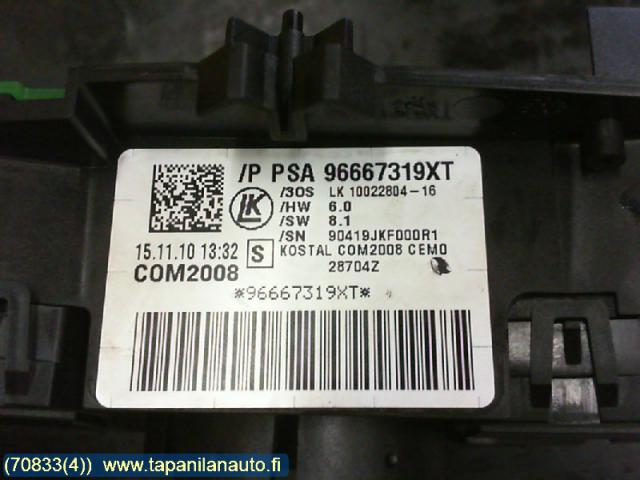 /P PSA 96667319XT
/3OS LK 10022804-16
/HW 6.0
/SW 8.1
/SN 90419JKF000R1
15.11.10 13:32 S KOSTAL COM2008 CEMO
COM2008 28704Z
*96667319XT*
(70833(4)) www.tapanilanauto.fi